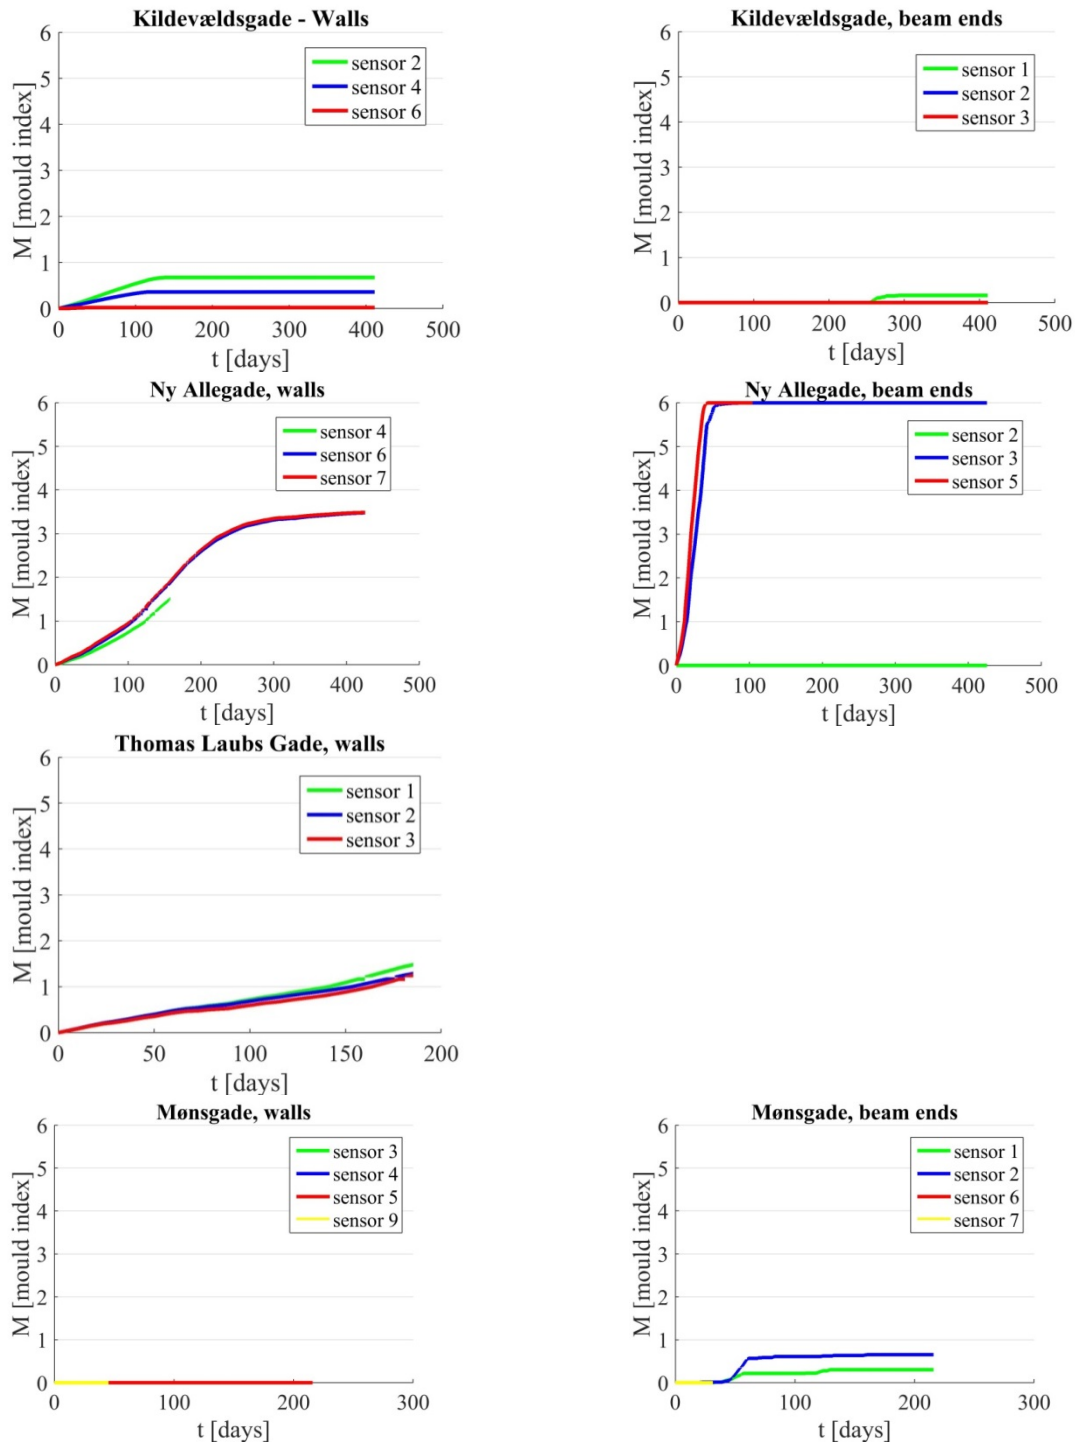 Kildevældsgade - Walls
M [mould index]
6
5
4
3
2
1
0
sensor 2
sensor 4
sensor 6
0 100 200 300 400 500
t [days]
Kildevældsgade, beam ends
M [mould index]
6
5
4
3
2
1
0
sensor 1
sensor 2
sensor 3
0 100 200 300 400 500
t [days]
Ny Allegade, walls
M [mould index]
6
5
4
3
2
1
0
sensor 4
sensor 6
sensor 7
0 100 200 300 400 500
t [days]
Ny Allegade, beam ends
M [mould index]
6
5
4
3
2
1
0
sensor 2
sensor 3
sensor 5
0 100 200 300 400 500
t [days]
Thomas Laubs Gade, walls
M [mould index]
6
5
4
3
2
1
0
sensor 1
sensor 2
sensor 3
0 50 100 150 200
t [days]
Mønsgade, walls
M [mould index]
6
5
4
3
2
1
0
sensor 3
sensor 4
sensor 5
sensor 9
0 100 200 300
t [days]
Mønsgade, beam ends
M [mould index]
6
5
4
3
2
1
0
sensor 1
sensor 2
sensor 6
sensor 7
0 100 200 300
t [days]